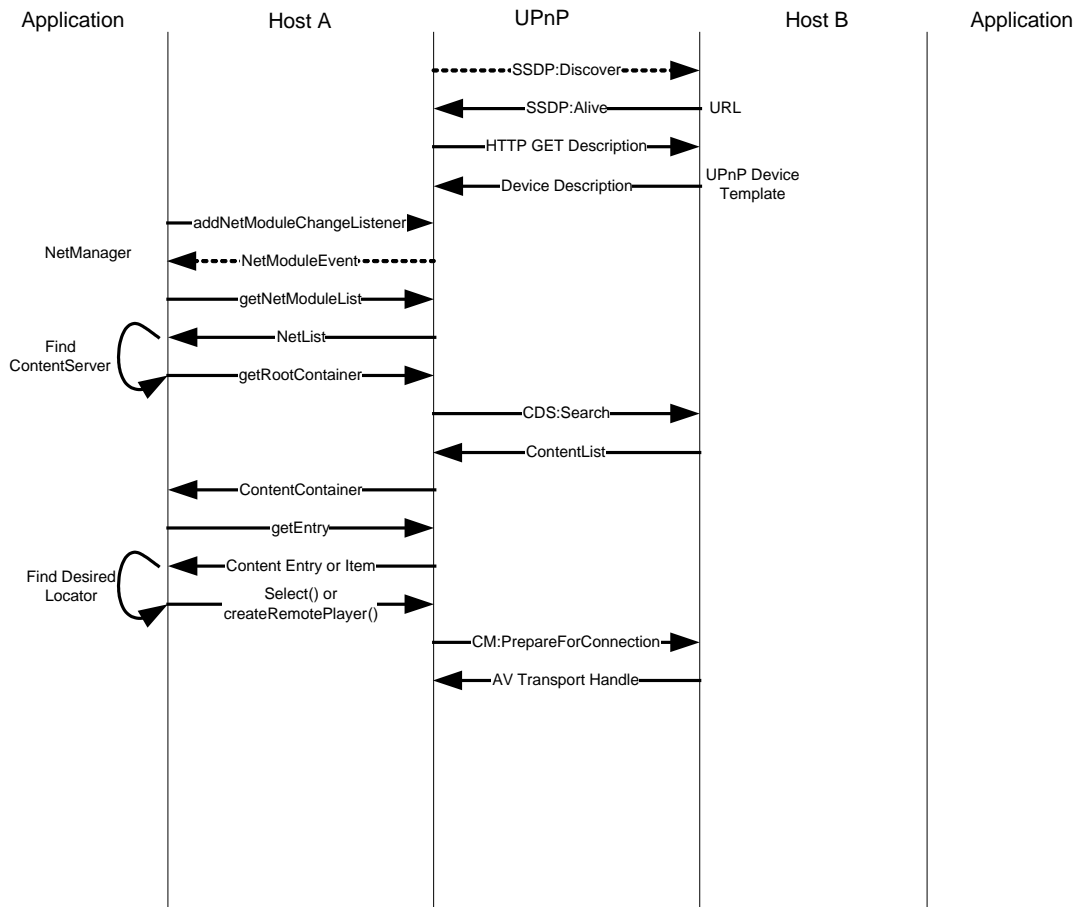 Application
Host A
UPnP
Host B
Application
SSDP:Discover
SSDP:Alive
URL
HTTP GET Description
Device Description
UPnP Device
Template
addNetModuleChangeListener
NetManager
NetModuleEvent
getNetModuleList
NetList
Find
ContentServer
getRootContainer
CDS:Search
ContentList
ContentContainer
getEntry
Content Entry or Item
Find Desired
Locator
Select() or
createRemotePlayer()
CM:PrepareForConnection
AV Transport Handle